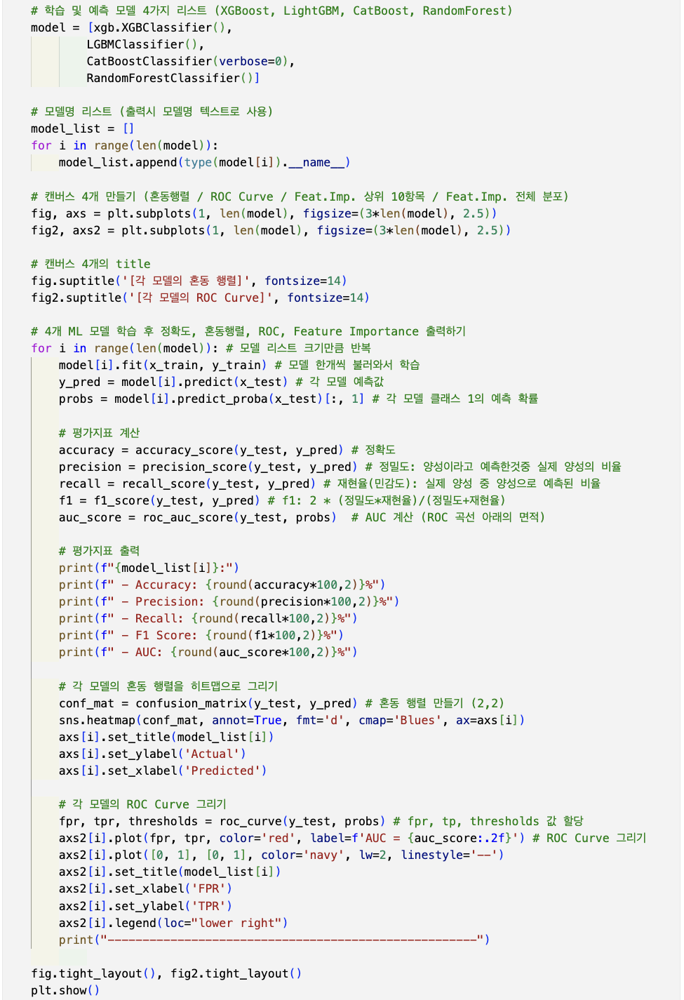 # 학습 및 예측 모델 4가지 리스트 (XGBoost, LightGBM, CatBoost, RandomForest)
model = [xgb.XGBClassifier(),
        LGBMClassifier(),
        CatBoostClassifier(verbose=0),
        RandomForestClassifier()]

# 모델명 리스트 (출력시 모델명 텍스트로 사용)
model_list = []
for i in range(len(model)):
    model_list.append(type(model[i]).__name__)

# 캔버스 4개 만들기 (혼동행렬 / ROC Curve / Feat.Imp. 상위 10항목 / Feat.Imp. 전체 분포)
fig, axs = plt.subplots(1, len(model), figsize=(3*len(model), 2.5))
fig2, axs2 = plt.subplots(1, len(model), figsize=(3*len(model), 2.5))

# 캔버스 4개의 title
fig.suptitle('[각 모델의 혼동 행렬]', fontsize=14)
fig2.suptitle('[각 모델의 ROC Curve]', fontsize=14)

# 4개 ML 모델 학습 후 정확도, 혼동행렬, ROC, Feature Importance 출력하기
for i in range(len(model)): # 모델 리스트 크기만큼 반복
    model[i].fit(x_train, y_train) # 모델 한개씩 불러와서 학습
    y_pred = model[i].predict(x_test) # 각 모델 예측값
    probs = model[i].predict_proba(x_test)[:, 1] # 각 모델 클래스 1의 예측 확률

    # 평가지표 계산
    accuracy = accuracy_score(y_test, y_pred) # 정확도
    precision = precision_score(y_test, y_pred) # 정밀도: 양성이라고 예측한것중 실제 양성의 비율
    recall = recall_score(y_test, y_pred) # 재현율(민감도): 실제 양성 중 양성으로 예측된 비율
    f1 = f1_score(y_test, y_pred) # f1: 2 * (정밀도*재현율)/(정밀도+재현율)
    auc_score = roc_auc_score(y_test, probs)  # AUC 계산 (ROC 곡선 아래의 면적)

    # 평가지표 출력
    print(f"{model_list[i]}:")
    print(f" - Accuracy: {round(accuracy*100,2)}%")
    print(f" - Precision: {round(precision*100,2)}%")
    print(f" - Recall: {round(recall*100,2)}%")
    print(f" - F1 Score: {round(f1*100,2)}%")
    print(f" - AUC: {round(auc_score*100,2)}%")

    # 각 모델의 혼동 행렬을 히트맵으로 그리기
    conf_mat = confusion_matrix(y_test, y_pred) # 혼동 행렬 만들기 (2,2)
    sns.heatmap(conf_mat, annot=True, fmt='d', cmap='Blues', ax=axs[i])
    axs[i].set_title(model_list[i])
    axs[i].set_ylabel('Actual')
    axs[i].set_xlabel('Predicted')

    # 각 모델의 ROC Curve 그리기
    fpr, tpr, thresholds = roc_curve(y_test, probs) # fpr, tp, thresholds 값 할당
    axs2[i].plot(fpr, tpr, color='red', label=f'AUC = {auc_score:.2f}') # ROC Curve 그리기
    axs2[i].plot([0, 1], [0, 1], color='navy', lw=2, linestyle='--')
    axs2[i].set_title(model_list[i])
    axs2[i].set_xlabel('FPR')
    axs2[i].set_ylabel('TPR')
    axs2[i].legend(loc="lower right")
    print("-----------------------------------------------------")

fig.tight_layout(), fig2.tight_layout()
plt.show()